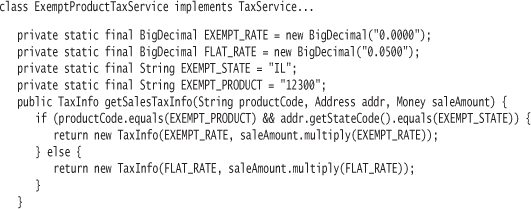 class ExemptProductTaxService implements TaxService...
private static final BigDecimal EXEMPT_RATE = new BigDecimal("0.0000");
private static final BigDecimal FLAT_RATE = new BigDecimal("0.0500");
private static final String EXEMPT_STATE = "IL";
private static final String EXEMPT_PRODUCT = "12300";
public TaxInfo getSalesTaxInfo(String productCode, Address addr, Money saleAmount) {
if (productCode.equals(EXEMPT_PRODUCT) && addr.getStateCode().equals(EXEMPT_STATE)) {
return new TaxInfo(EXEMPT_RATE, saleAmount.multiply(EXEMPT_RATE));
} else {
return new TaxInfo(FLAT_RATE, saleAmount.multiply(FLAT_RATE));
}
}